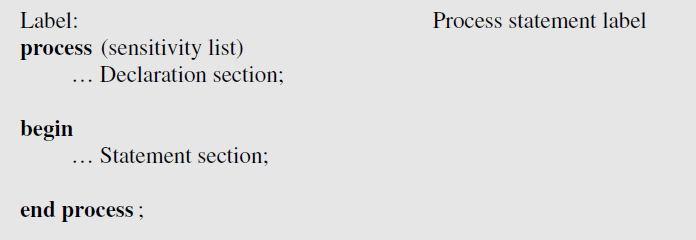 Label: Process statement label
process (sensitivity list)
… Declaration section;
begin
… Statement section;
end process ;